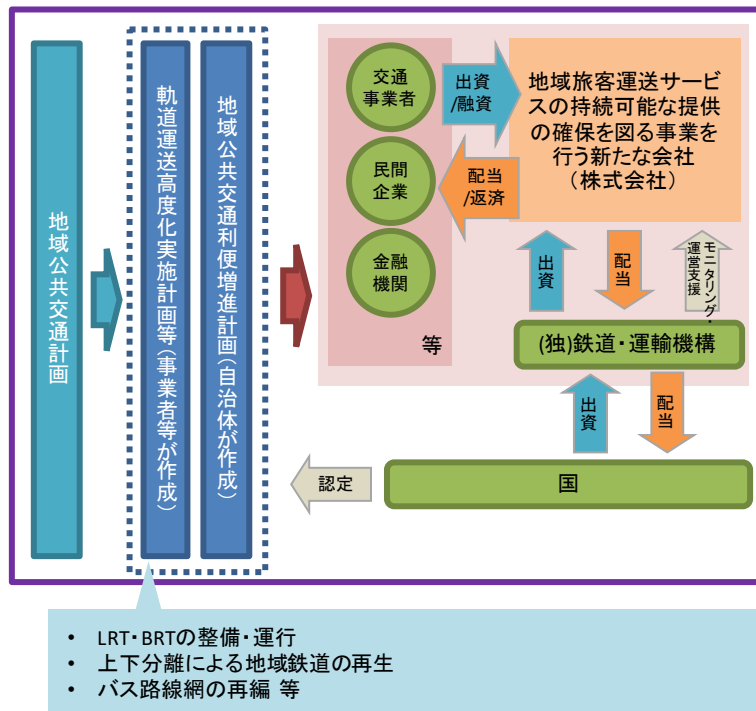 地域公共交通計画
軌道運送高度化実施計画等(事業者等が作成)
地域公共交通利便増進計画(自治体が作成)
交通
事業者
民間
企業
金融
機関
等
出資
/融資
配当
/返済
地域旅客運送サービ
スの持続可能な提供
の確保を図る事業を
行う新たな会社
(株式会社)
出資
配当
モニタリング・
運営支援
(独)鉄道・運輸機構
出資
配当
認定
国
• LRT・BRTの整備・運行
• 上下分離による地域鉄道の再生
• バス路線網の再編 等